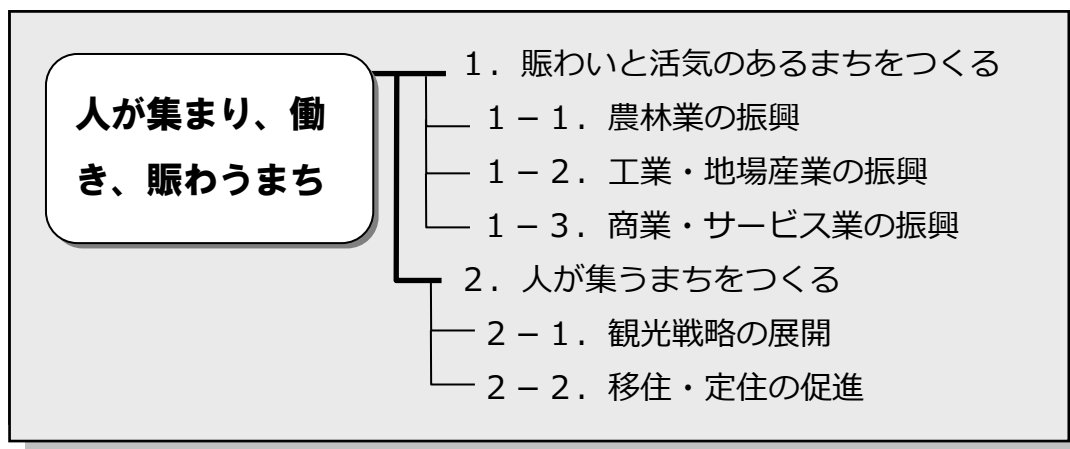 人が集まり、働
き、賑わうまち
１．賑わいと活気のあるまちをつくる
１－１．農林業の振興
１－２．工業・地場産業の振興
１－３．商業・サービス業の振興
２．人が集うまちをつくる
２－１．観光戦略の展開
２－２．移住・定住の促進